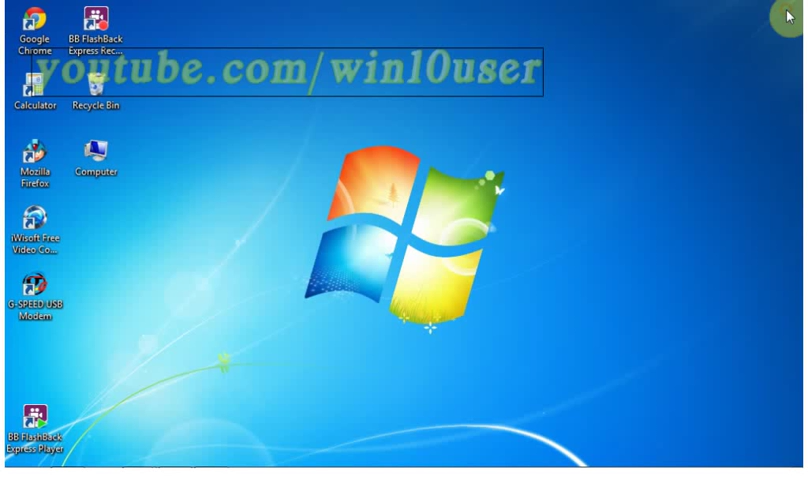 Google
Chrome
BB FlashBack
Express Rec...
youtube.com/win10user
Calculator
Recycle Bin
Mozilla
Firefox
Computer
iWisoft Free
Video Co...
G-SPEED USB
Modem
BB FlashBack
Express Player